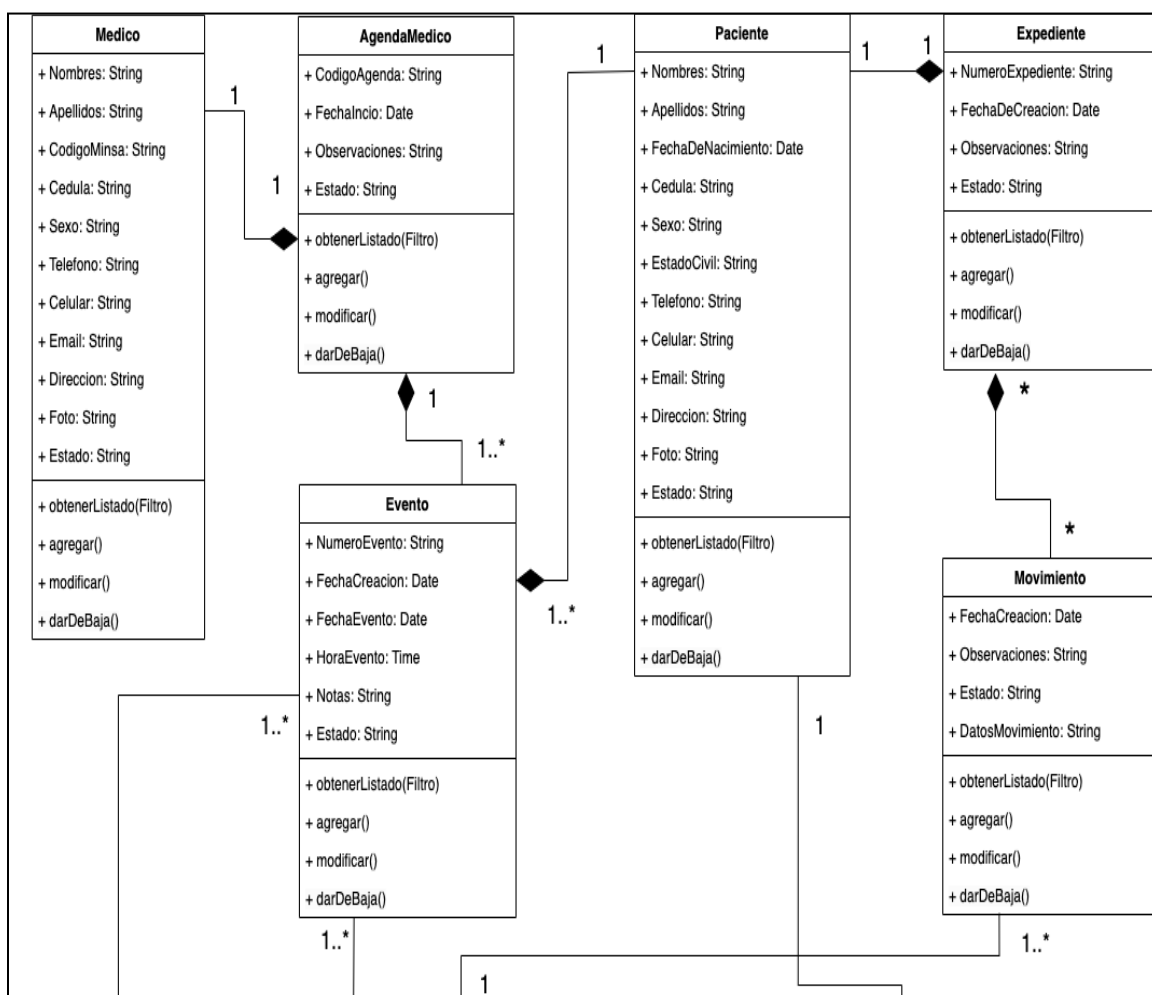 Medico
+ Nombres: String
+ Apellidos: String
+ CodigoMinsa: String
+ Cedula: String
+ Sexo: String
+ Telefono: String
+ Celular: String
+ Email: String
+ Direccion: String
+ Foto: String
+ Estado: String
+ obtenerListado(Filtro)
+ agregar()
+ modificar()
+ darDeBaja()
1
1
AgendaMedico
+ CodigoAgenda: String
+ FechaIncio: Date
+ Observaciones: String
+ Estado: String
+ obtenerListado(Filtro)
+ agregar()
+ modificar()
+ darDeBaja()
1
1..*
Evento
+ NumeroEvento: String
+ FechaCreacion: Date
+ FechaEvento: Date
+ HoraEvento: Time
+ Notas: String
+ Estado: String
+ obtenerListado(Filtro)
+ agregar()
+ modificar()
+ darDeBaja()
1..*
1..*
1..*
1
Paciente
+ Nombres: String
+ Apellidos: String
+ FechaDeNacimiento: Date
+ Cedula: String
+ Sexo: String
+ EstadoCivil: String
+ Telefono: String
+ Celular: String
+ Email: String
+ Direccion: String
+ Foto: String
+ Estado: String
+ obtenerListado(Filtro)
+ agregar()
+ modificar()
+ darDeBaja()
1
1
1
Expediente
+ NumeroExpediente: String
+ FechaDeCreacion: Date
+ Observaciones: String
+ Estado: String
+ obtenerListado(Filtro)
+ agregar()
+ modificar()
+ darDeBaja()
*
*
Movimiento
+ FechaCreacion: Date
+ Observaciones: String
+ Estado: String
+ DatosMovimiento: String
+ obtenerListado(Filtro)
+ agregar()
+ modificar()
+ darDeBaja()
1..*
1